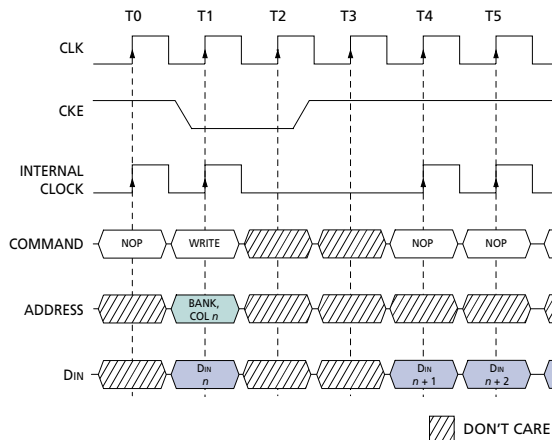 T0 T1 T2 T3 T4 T5
CLK
CKE
INTERNAL
CLOCK
COMMAND NOP WRITE NOP NOP
ADDRESS BANK,
COL n
DIN DIN
n DIN
n + 1 DIN
n + 2
DON'T CARE